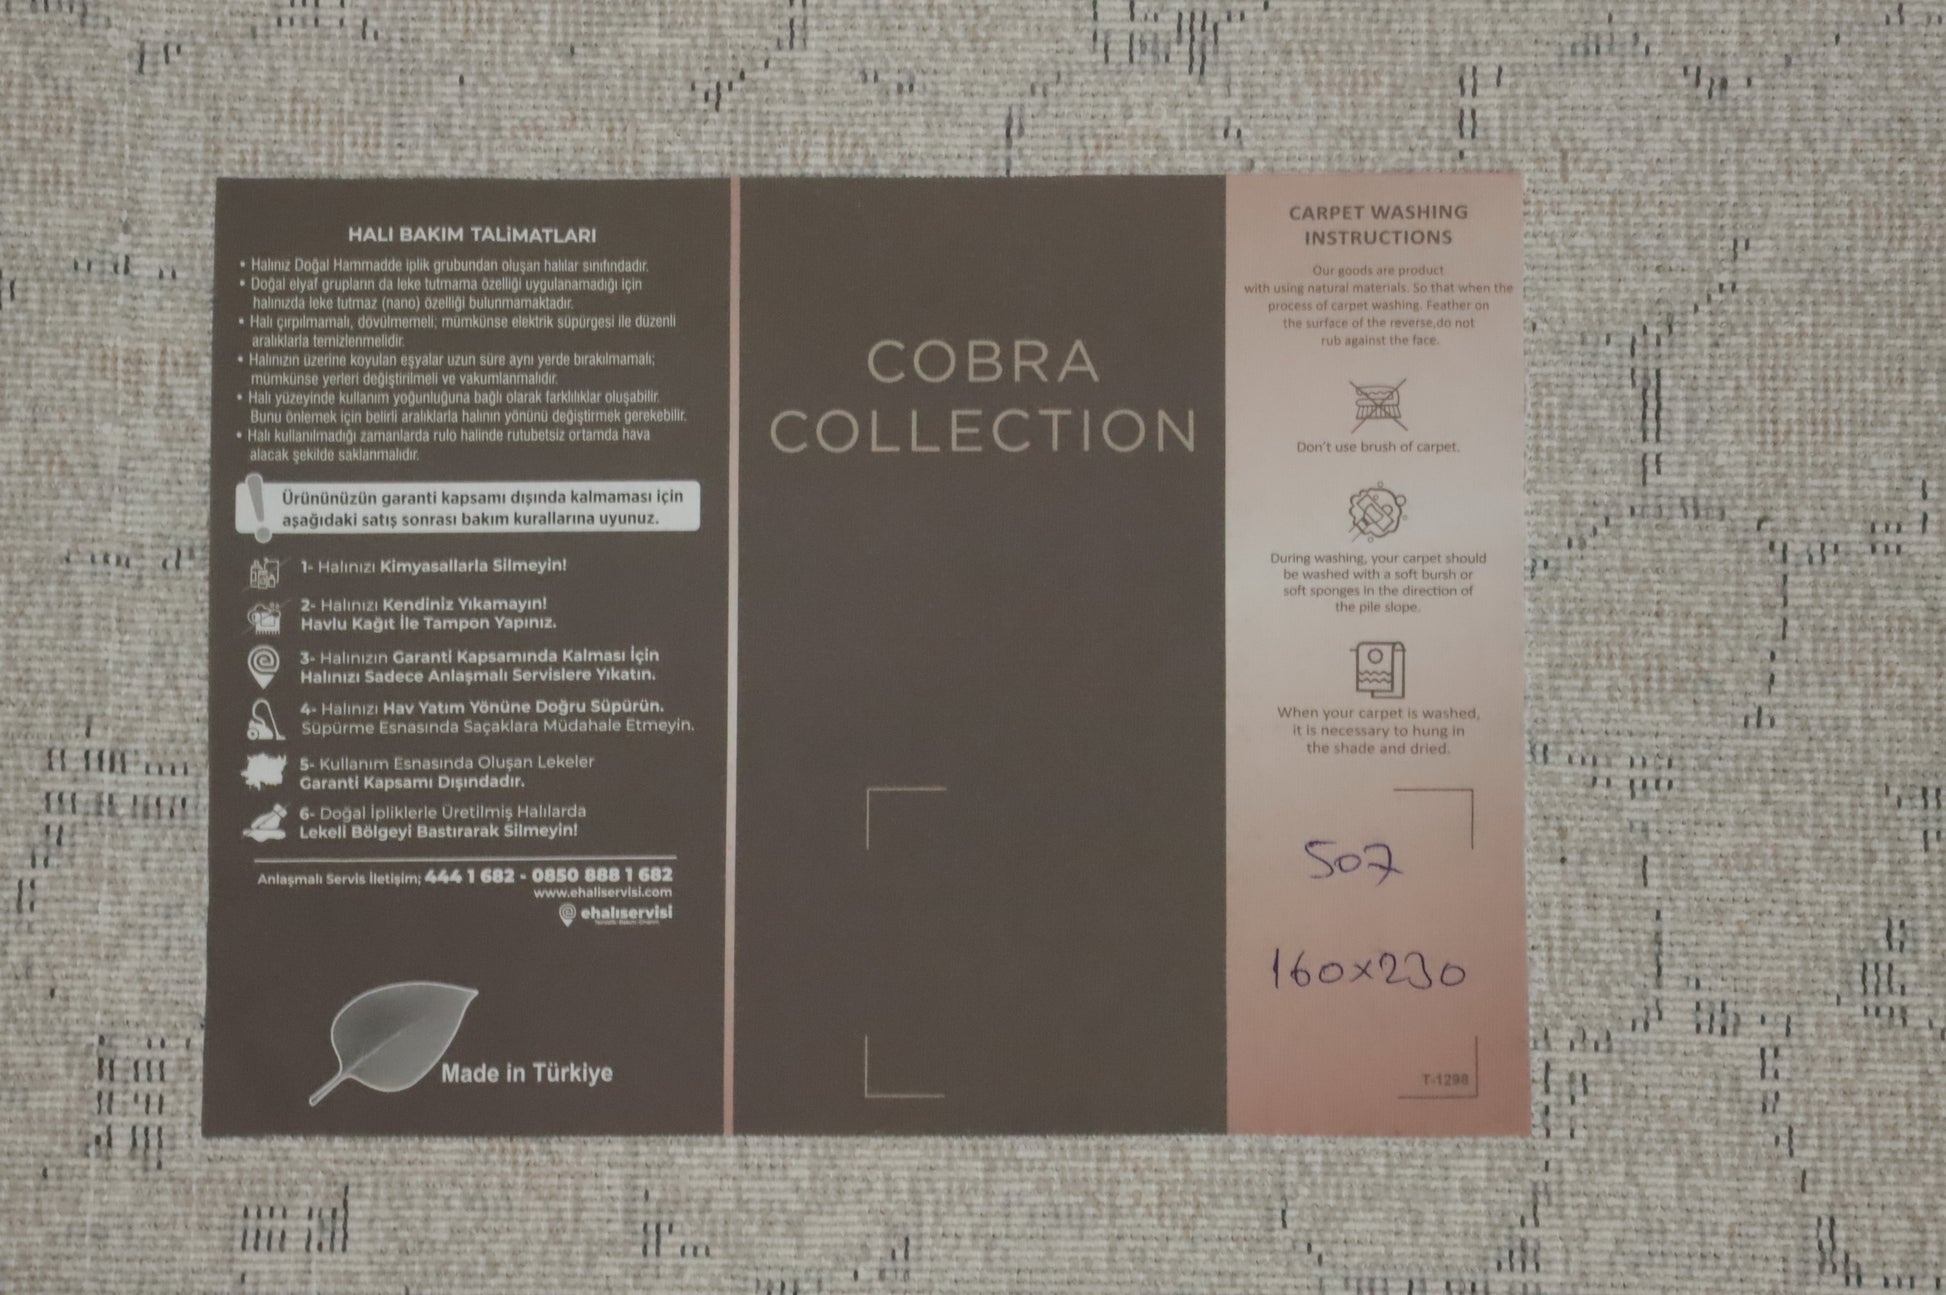 HALI BAKIM TALİMATLARI
• Halınız Doğal Hammadde iplik grubundan oluşan halılar sınıfındadır.
• Doğal elyaf grupların da leke tutmama özelliği uygulanamadığı için
halınızda leke tutmaz (nano) özelliği bulunmamaktadır.
• Halı çırpılmamalı, dövülmemeli, mümkünse elektrik süpürgesi ile düzenli
aralıklarla temizlenmelidir.
• Halınızın üzerine koyulan eşyalar uzun süre aynı yerde bırakılmamalı;
mümkünse yerleri değiştirilmeli ve vakumlanmalıdır.
• Halı yüzeyinde kullanım yoğunluğuna bağlı olarak farklılıklar oluşabilir.
Bunu önlemek için belirli aralıklarla halının yönünü değiştirmek gerekebilir.
• Halı kullanılmadığı zamanlarda rulo halinde rutubetsiz ortamda hava
alacak şekilde saklanmalıdır.
Ürününüzün garanti kapsamı dışında kalmaması için
aşağıdaki satış sonrası bakım kurallarına uyunuz.
1- Halınızı Kimyasallarla Silmeyin!
2- Halınızı Kendiniz Yıkamayın!
Havlu Kağıt İle Tampon Yapınız.
3- Halınızın Garanti Kapsamında Kalması İçin
Halınızı Sadece Anlaşmalı Servislere Yıkatın.
4- Halınızı Hav Yatım Yönüne Doğru Süpürün.
Süpürme Esnasında Saçaklara Müdahale Etmeyin.
5- Kullanım Esnasında Oluşan Lekeler
Garanti Kapsamı Dışındadır.
6- Doğal İpliklerle Üretilmiş Halılarda
Lekeli Bölgeyi Bastırarak Silmeyin!
Anlaşmalı Servis İletişim; 444 1 682 - 0850 888 1 682
www.ehaliservisi.com
ehalıservisi
Made in Türkiye
COBRA
COLLECTION
CARPET WASHING
INSTRUCTIONS
Our goods are product
with using natural materials. So that when the
process of carpet washing. Feather on
the surface of the reverse,do not
rub against the face.
Don't use brush of carpet.
During washing, your carpet should
be washed with a soft bursh or
soft sponges in the direction of
the pile slope.
When your carpet is washed,
it is necessary to hung in
the shade and dried.
507
160x230
T-1298